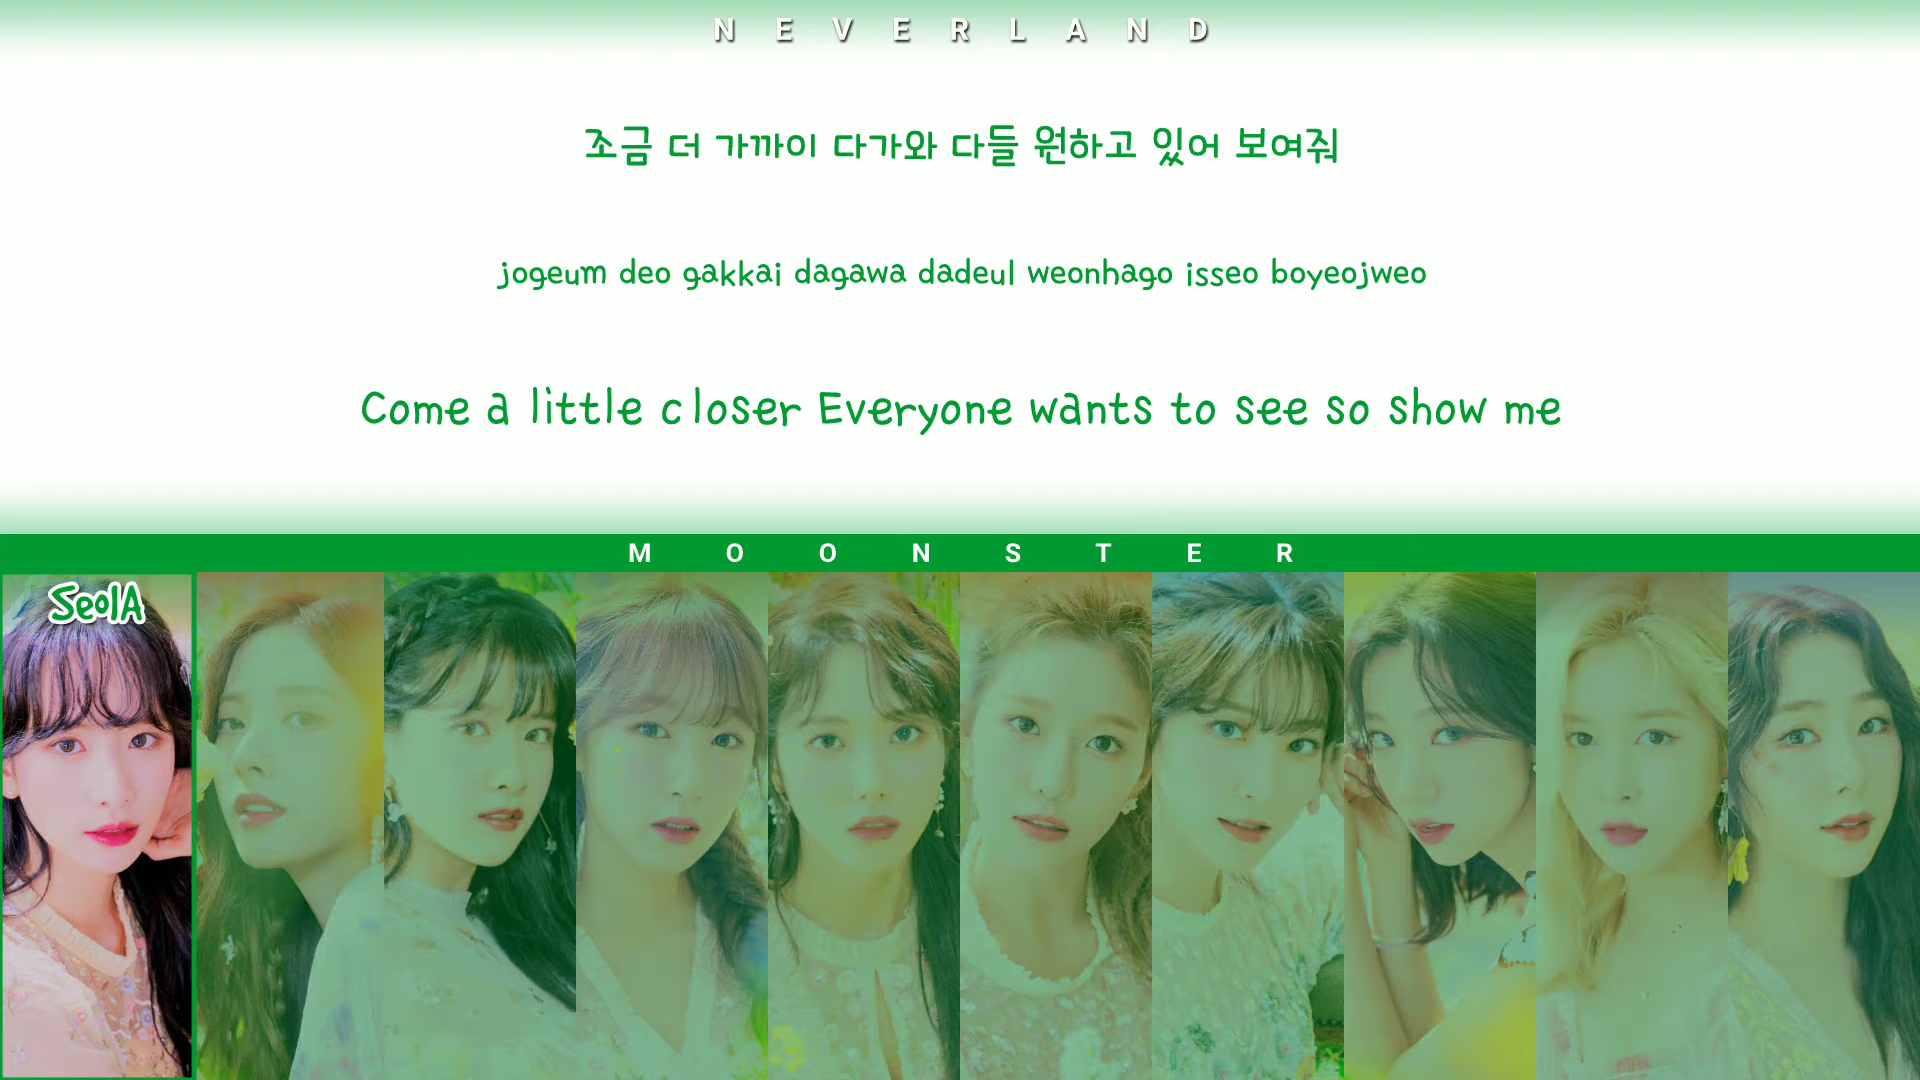 NEVERLAND
조금 더 가까이 다가와 다들 원하고 있어 보여줘
jogeum deo gakkai dagawa dadeul weonhago isseo boyeojweo
Come a little closer Everyone wants to see so show me
MOONSTER
SeolA